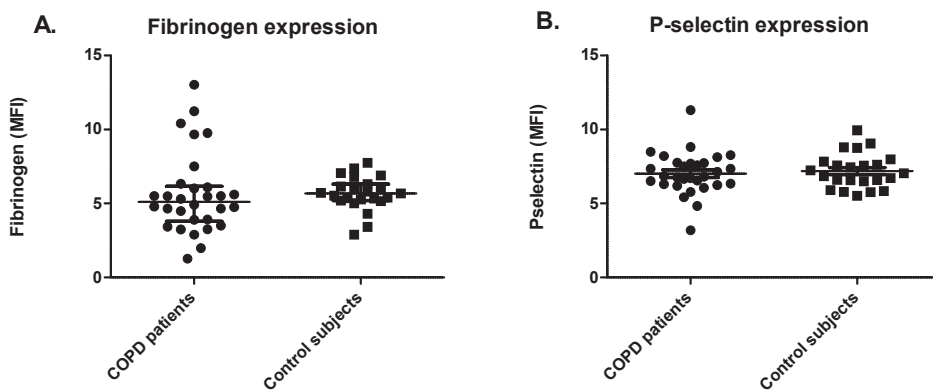 A.
Fibrinogen expression
Fibrinogen (MFI)
15
10
5
0
COPD patients
Control subjects
B.
P-selectin expression
Pselectin (MFI)
15
10
5
0
COPD patients
Control subjects